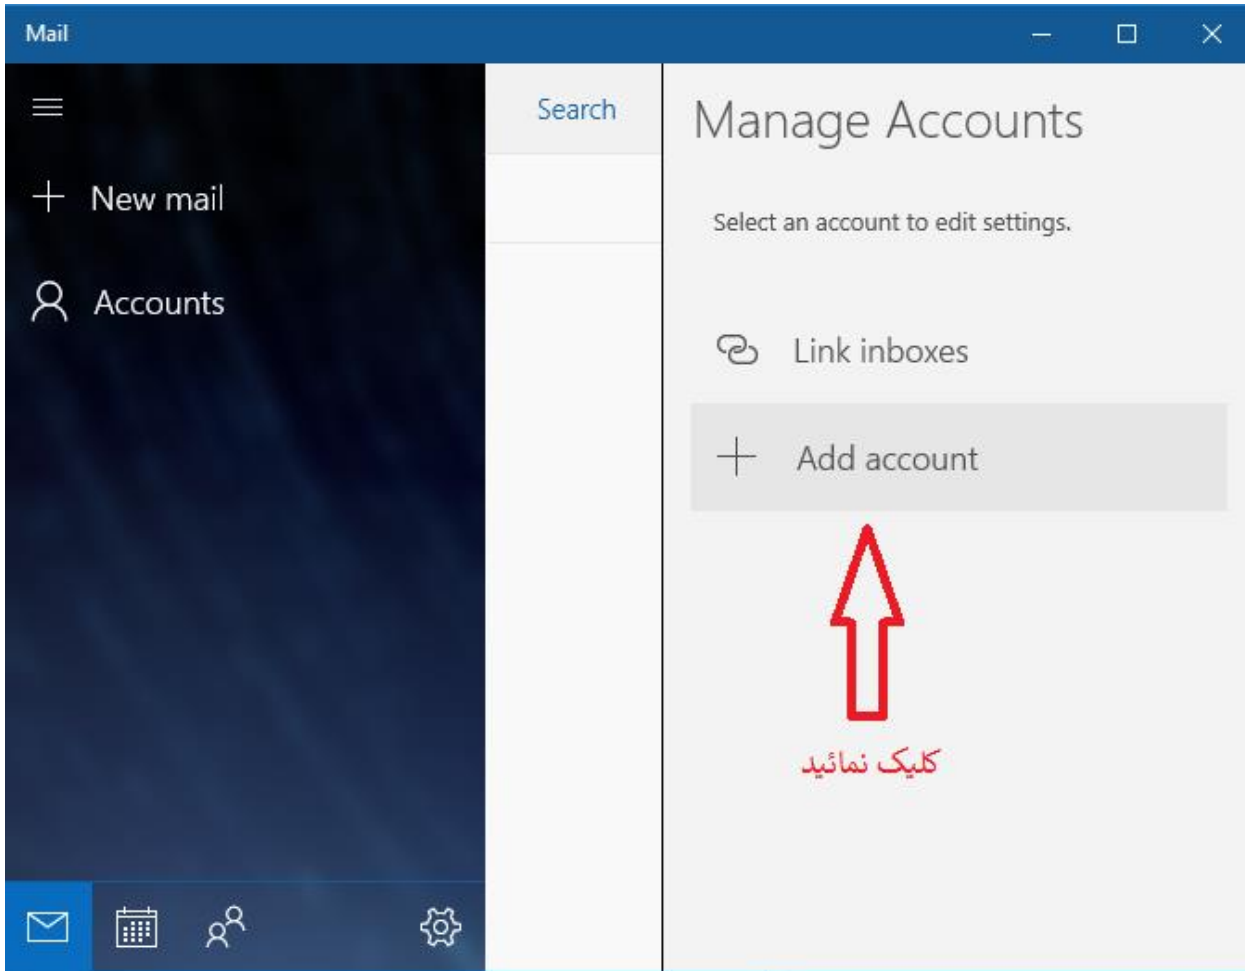 Mail
Search
Manage Accounts
New mail
Select an account to edit settings.
Accounts
Link inboxes
Add account
کلیک نمائید